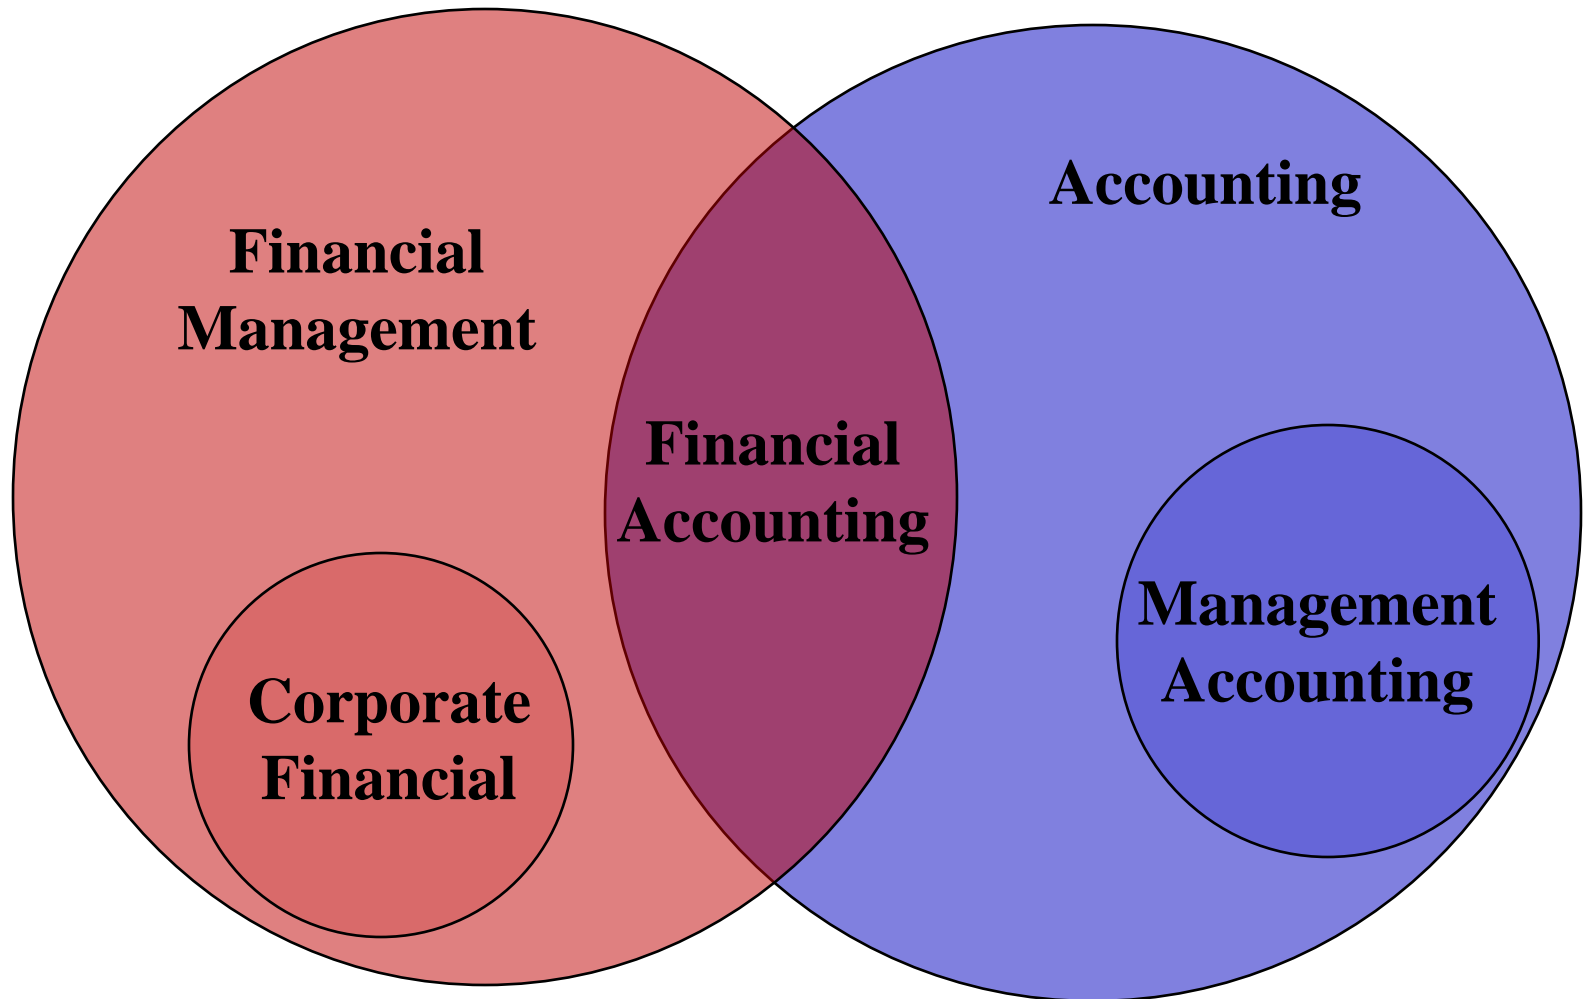 Financial
Management
Accounting
Financial
Accounting
Corporate
Financial
Management
Accounting